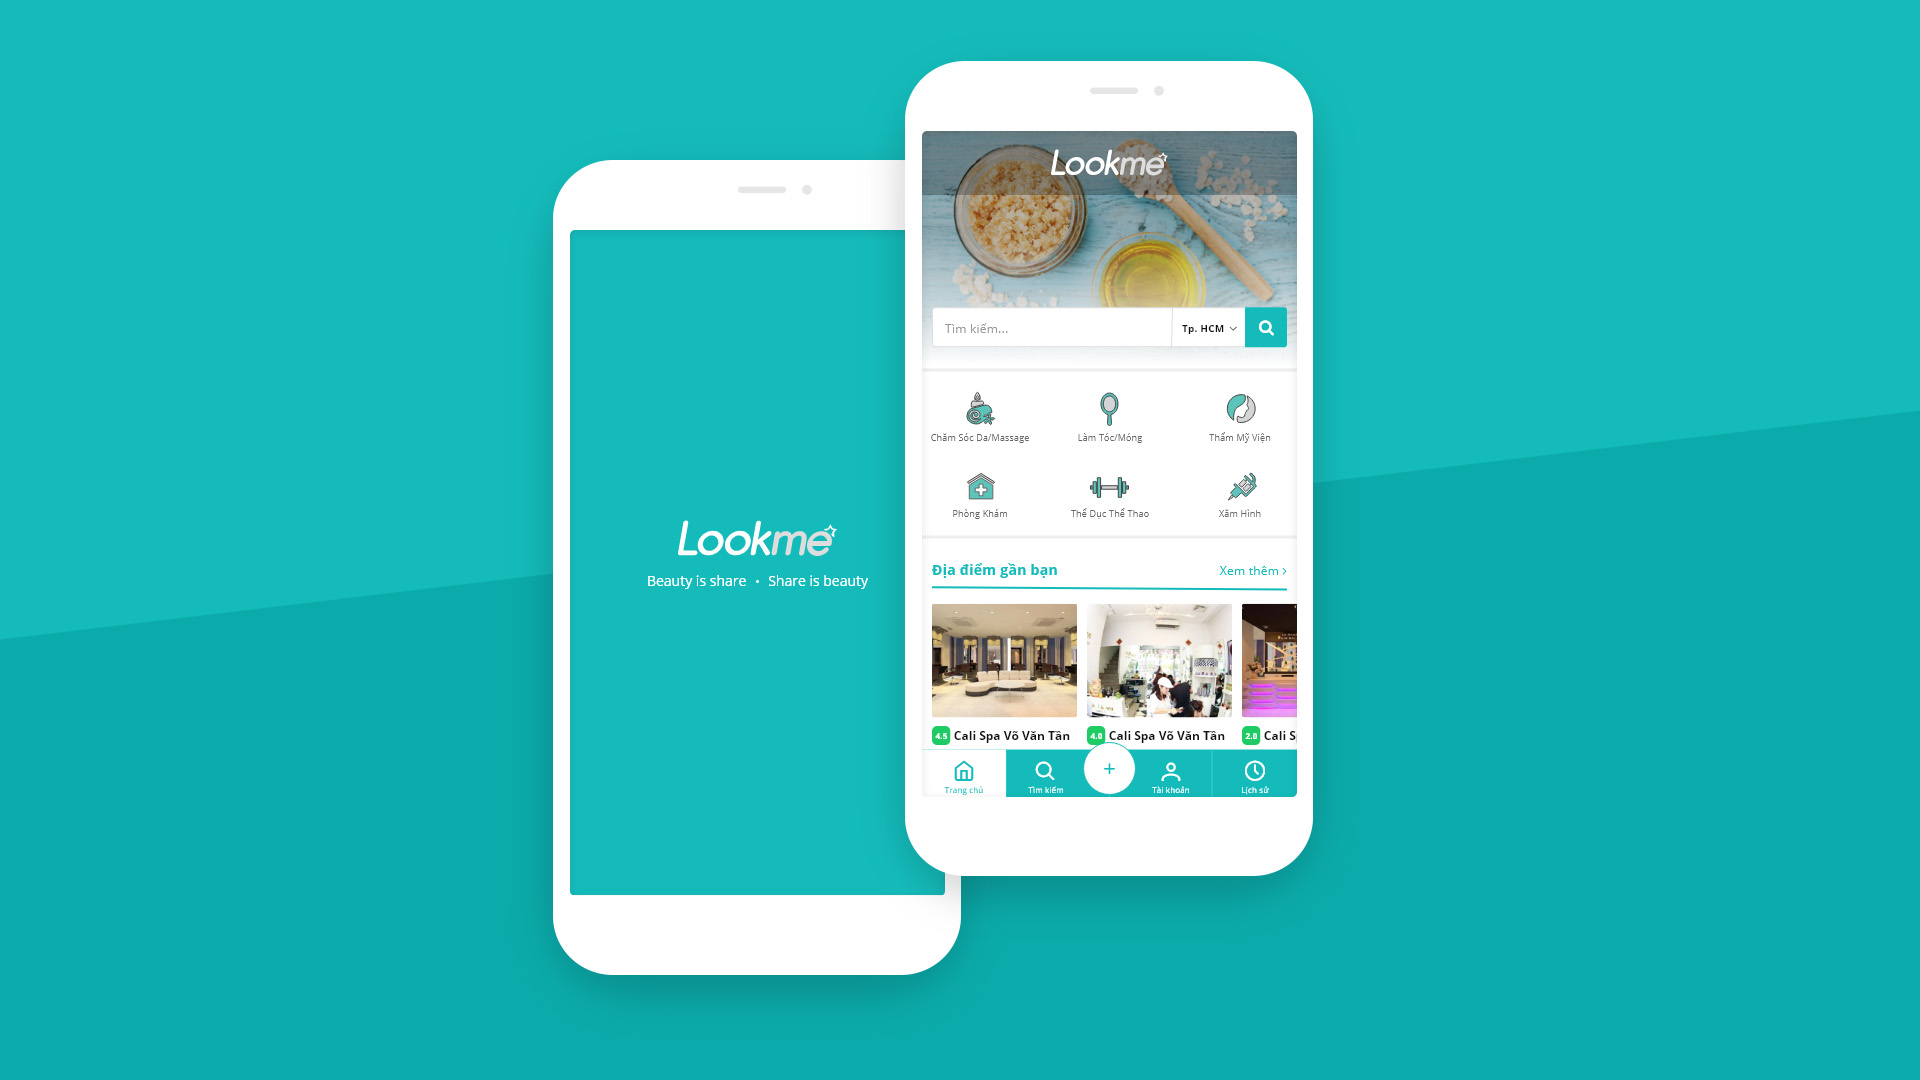 Lookme
Beauty is share • Share is beauty
Lookme
Tìm kiếm...
Tp. HCM
Chăm Sóc Da/Massage
Làm Tóc/Móng
Thẩm Mỹ Viện
Phòng Khám
Thể Dục Thể Thao
Xăm Hình
Địa điểm gần bạn
Xem thêm >
4.5 Cali Spa Võ Văn Tần
4.0 Cali Spa Võ Văn Tần
2.0 Cali S
Trang chủ
Tìm kiếm
+
Tài khoản
Lịch sử